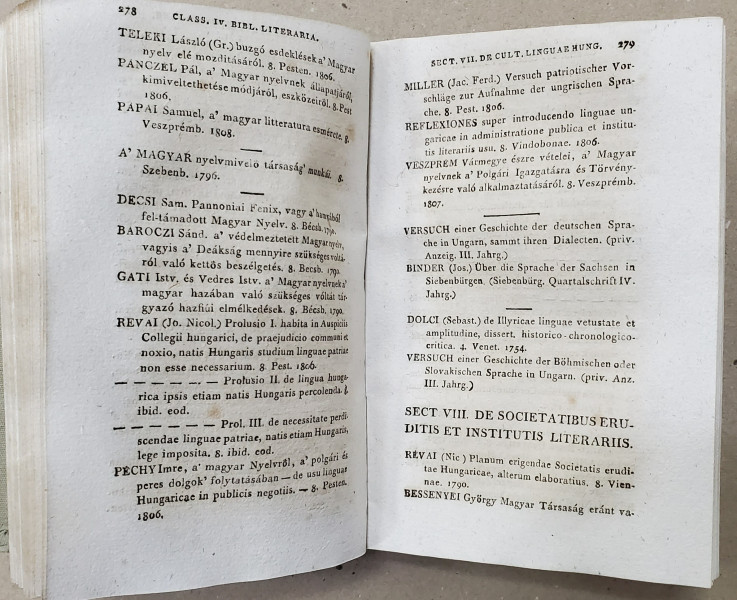 278 CLASS. IV. BIBL. LITERARIA.
TELEKI László (Gr.) buzgó esdeklések a' Magyar
nyelv elé mozditásáról. 8. Pesten. 1806.
PANCZEL Pál, a' Magyar nyelvnek állapatjáról,
kimiveltethetése módjáról, eszközeiről. 8. Pest
1806.
PAPAI Samuel, a' magyar litteratura esmérete. 8.
Veszprémb. 1808.
A' MAGYAR nyelvmivelő társaság' munkái. 8.
Szebenb. 1796.
DECSI Sam. Pannoniai Fenix, vagy a' hamvából
fel-támadott Magyar Nyelv. 8. Bécsb. 1790.
BAROCZI Sánd. a' védelmeztetett Magyar nyelv,
vagyis a' Deákság mennyire szükséges voltá-
ról való kettős beszélgetés. 8. Becsb. 1790.
GATI Istv. és Vedres Istv. a' Magyar nyelvnek a'
magyar hazában való szükséges vóltát tár-
gyazó hazfiúi elmélkedések. 8. Bécsb. 1790.
REVAI (Jo. Nicol.) Prolusio I. habita in Auspiciis
Collegii hungarici, de praejudicio communi et
noxio, natis Hungaris studium linguae patriae
non esse necessarium. 8. Pest. 1806.
— — — — — — Prolusio II. de lingua hunga-
rica ipsis etiam natis Hungaris percolenda. 8.
ibid. eod.
— — — — — — Prol. III. de necessitate perdi-
scendae linguae patriae, natis etiam Hungaris,
lege imposita. 8. ibid. eod.
PÉCHY Imre, a' magyar Nyelvről, a' polgári és
peres dolgok' folytatásában — de usu linguae
Hungaricae in publicis negotiis. — 8. Pesten.
1806.
SECT. VII. DE CULT. LINGUAE HUNG. 279
MILLER (Jac. Ferd.) Versuch patriotischer Vor-
schläge zur Aufnahme der ungrischen Spra-
che. 8. Pest. 1806.
REFLEXIONES super introducendo linguae un-
garicae in administratione publica et institu-
tis literariis usu. 8. Vindobonae. 1806.
VESZPRÉM Vármegye észre vételei, a' Magyar
nyelvnek a' Polgári Igazgatásra és Törvény-
kezésre való alkalmaztatásáról. 8. Veszprémb.
1807.
VERSUCH einer Geschichte der deutschen Spra-
che in Ungarn, sammt ihren Dialecten. (priv.
Anzeig. III. Jahrg.)
BINDER (Jos.) Über die Sprache der Sachsen in
Siebenbürgen. (Siebenbürg. Quartalschrift IV.
Jahrg.)
DOLCI (Sebast.) de Illyricae linguae vetustate et
amplitudine, dissert. historico-chronologico-
critica. 4. Venet. 1754.
VERSUCH einer Geschichte der Böhmischen oder
Slovakischen Sprache in Ungarn. (priv. Anz.
III. Jahrg.)
SECT VIII. DE SOCIETATIBUS ERU-
DITIS ET INSTITUTIS LITERARIIS.
RÉVAI (Nic) Planum erigendae Societatis erudi-
tae Hungaricae, alterum elaboratius. 8. Vien-
nae. 1790.
BESSENYEI György Magyar Társaság eránt va-